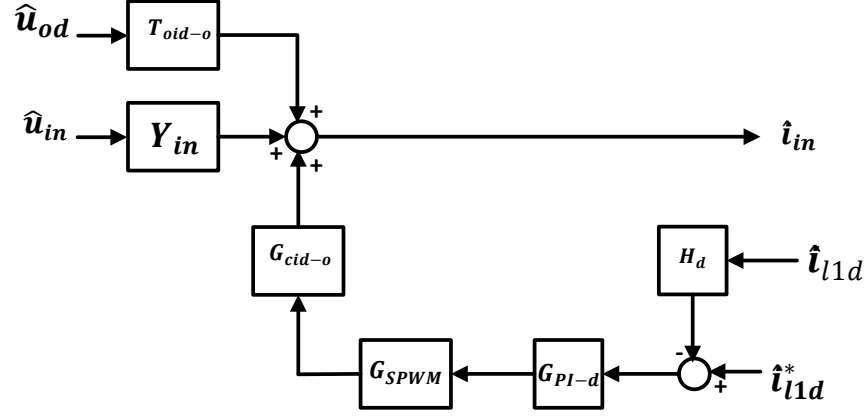 û_od
T_oid-o
+
û_in
Y_in
+
+
î_in
G_cid-o
H_d
î_l1d
-
G_SPWM
G_PI-d
+
î*_l1d